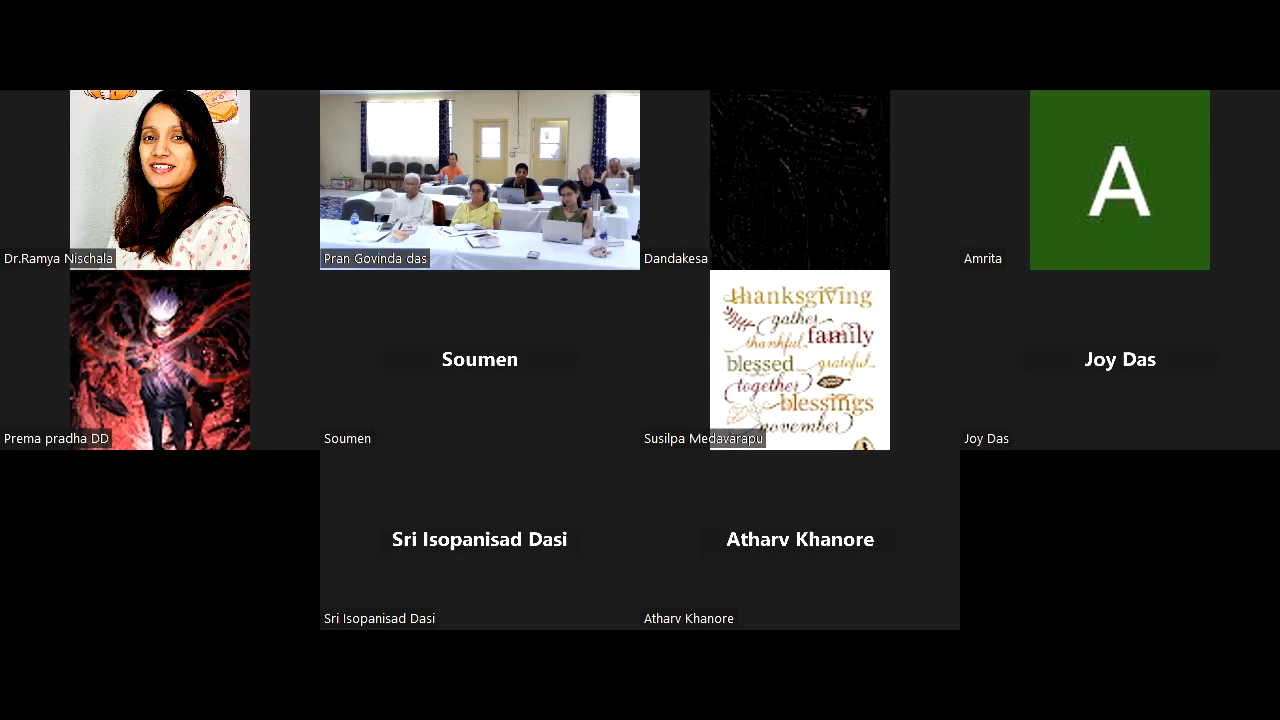 Dr.Ramya Nischala
Pran Govinda das
Dandakesa
A
Amrita
Prema pradha DD
Soumen
Soumen
thanksgiving
gather
family
thankful
blessed
grateful
together
blessings
november
Susilpa Medavarapu
Joy Das
Joy Das
Sri Isopanisad Dasi
Sri Isopanisad Dasi
Atharv Khanore
Atharv Khanore